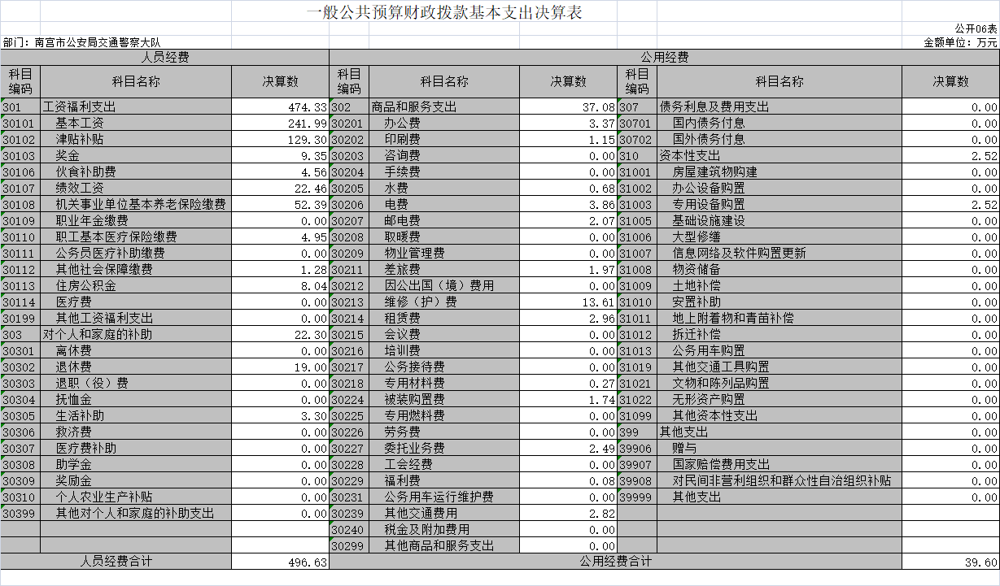 一般公共预算财政拨款基本支出决算表
公开06表
部门：南宫市公安局交通警察大队 金额单位：万元
人员经费 公用经费
科目编码 科目名称 决算数 科目编码 科目名称 决算数 科目编码 科目名称 决算数
301 工资福利支出 474.33 302 商品和服务支出 37.08 307 债务利息及费用支出 0.00
30101 基本工资 241.99 30201 办公费 3.37 30701 国内债务付息 0.00
30102 津贴补贴 129.30 30202 印刷费 1.15 30702 国外债务付息 0.00
30103 奖金 9.35 30203 咨询费 0.00 310 资本性支出 2.52
30106 伙食补助费 4.56 30204 手续费 0.00 31001 房屋建筑物购建 0.00
30107 绩效工资 22.46 30205 水费 0.68 31002 办公设备购置 0.00
30108 机关事业单位基本养老保险缴费 52.39 30206 电费 3.86 31003 专用设备购置 2.52
30109 职业年金缴费 0.00 30207 邮电费 2.07 31005 基础设施建设 0.00
30110 职工基本医疗保险缴费 4.95 30208 取暖费 0.00 31006 大型修缮 0.00
30111 公务员医疗补助缴费 0.00 30209 物业管理费 0.00 31007 信息网络及软件购置更新 0.00
30112 其他社会保障缴费 1.28 30211 差旅费 1.97 31008 物资储备 0.00
30113 住房公积金 8.04 30212 因公出国（境）费用 0.00 31009 土地补偿 0.00
30114 医疗费 0.00 30213 维修（护）费 13.61 31010 安置补助 0.00
30199 其他工资福利支出 0.00 30214 租赁费 2.96 31011 地上附着物和青苗补偿 0.00
303 对个人和家庭的补助 22.30 30215 会议费 0.00 31012 拆迁补偿 0.00
30301 离休费 0.00 30216 培训费 0.00 31013 公务用车购置 0.00
30302 退休费 19.00 30217 公务接待费 0.00 31019 其他交通工具购置 0.00
30303 退职（役）费 0.00 30218 专用材料费 0.27 31021 文物和陈列品购置 0.00
30304 抚恤金 0.00 30224 被装购置费 1.74 31022 无形资产购置 0.00
30305 生活补助 3.30 30225 专用燃料费 0.00 31099 其他资本性支出 0.00
30306 救济费 0.00 30226 劳务费 0.00 399 其他支出 0.00
30307 医疗费补助 0.00 30227 委托业务费 2.49 39906 赠与 0.00
30308 助学金 0.00 30228 工会经费 0.00 39907 国家赔偿费用支出 0.00
30309 奖励金 0.00 30229 福利费 0.08 39908 对民间非营利组织和群众性自治组织补贴 0.00
30310 个人农业生产补贴 0.00 30231 公务用车运行维护费 0.00 39999 其他支出 0.00
30399 其他对个人和家庭的补助支出 0.00 30239 其他交通费用 2.82
30240 税金及附加费用 0.00
30299 其他商品和服务支出 0.00
人员经费合计 496.63 公用经费合计 39.60